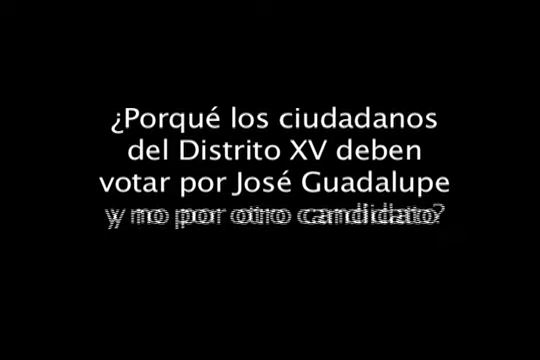 ¿Porqué los ciudadanos
del Distrito XV deben
votar por José Guadalupe
y no por otro candidato?